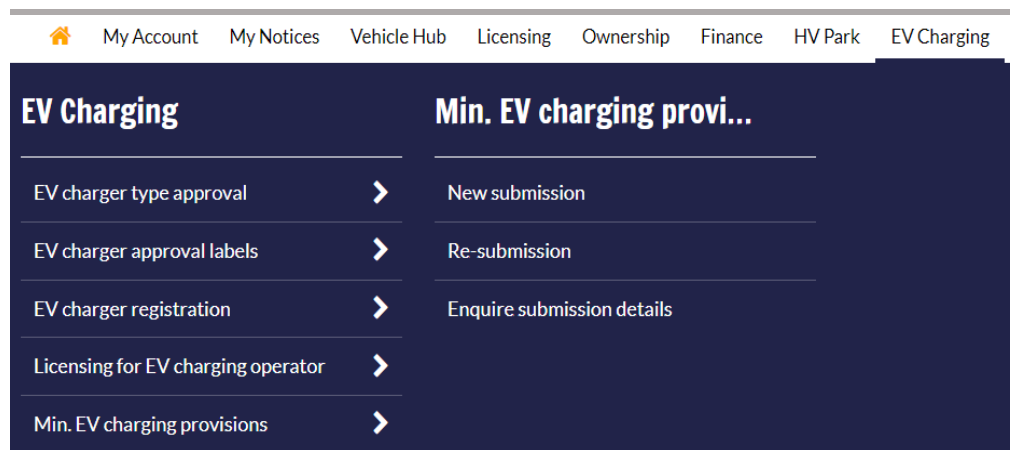 My Account My Notices Vehicle Hub Licensing Ownership Finance HV Park EV Charging
EV Charging
EV charger type approval
EV charger approval labels
EV charger registration
Licensing for EV charging operator
Min. EV charging provisions
Min. EV charging provi...
New submission
Re-submission
Enquire submission details